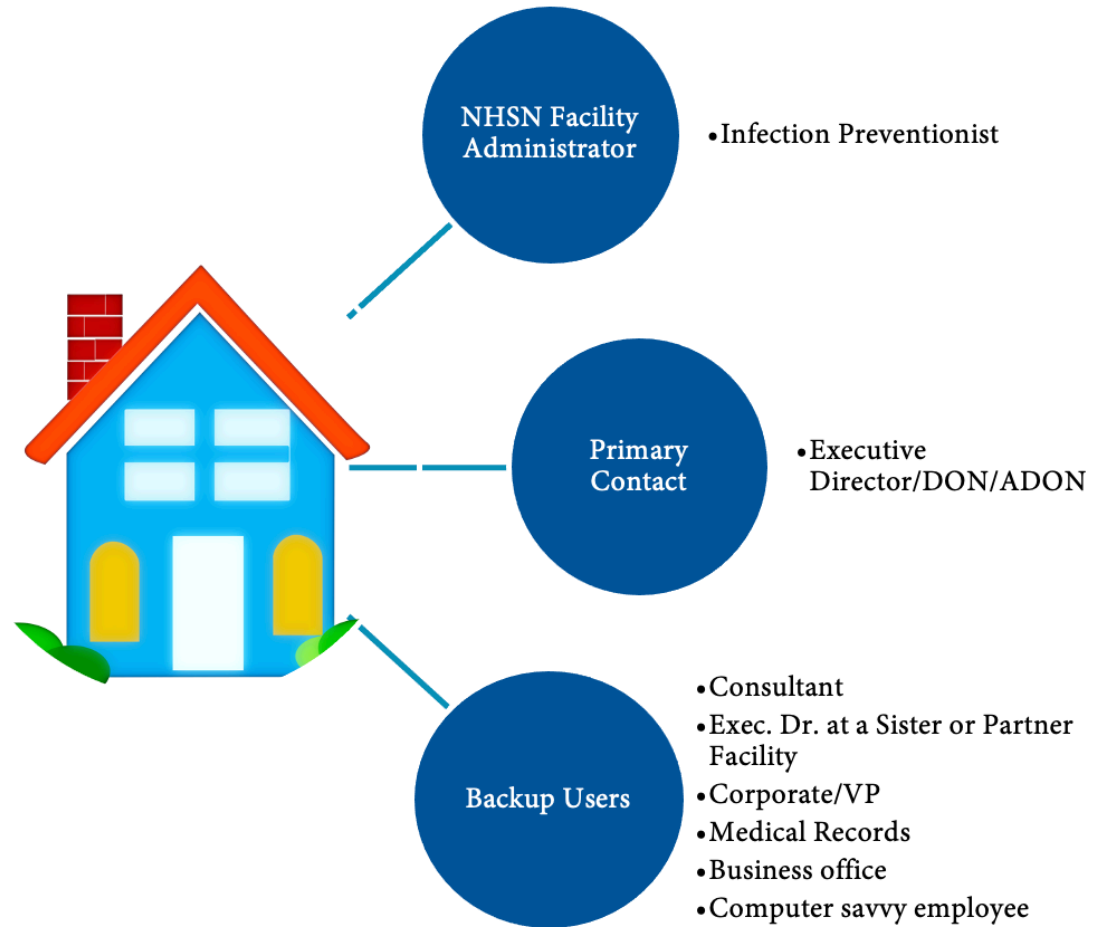 NHSN Facility
Administrator
•Infection Preventionist
Primary
Contact
•Executive
Director/DON/ADON
Backup Users
•Consultant
•Exec. Dr. at a Sister or Partner
Facility
•Corporate/VP
•Medical Records
•Business office
•Computer savvy employee